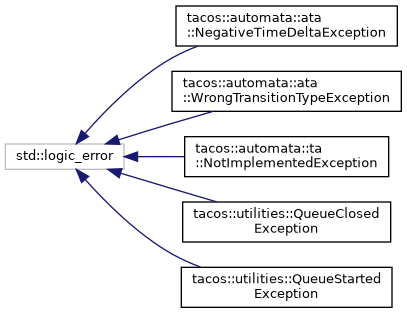 tacos::automata::ata
::NegativeTimeDeltaException
tacos::automata::ata
::WrongTransitionTypeException
std::logic_error
tacos::automata::ta
::NotImplementedException
tacos::utilities::QueueClosed
Exception
tacos::utilities::QueueStarted
Exception